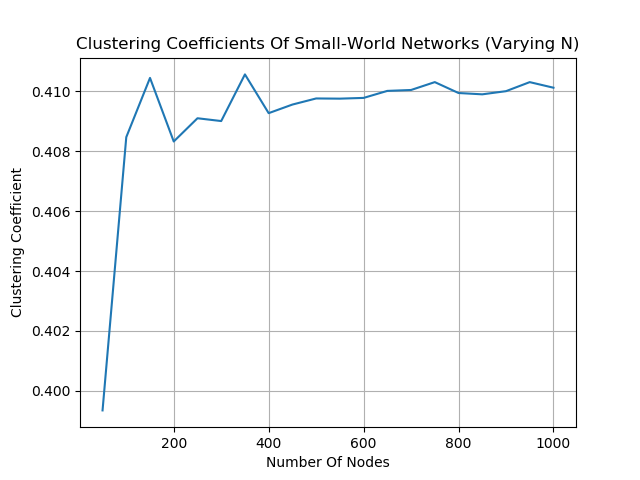 Clustering Coefficients Of Small-World Networks (Varying N)
0.410
0.408
0.406
0.404
0.402
0.400
Clustering Coefficient
200 400 600 800 1000
Number Of Nodes